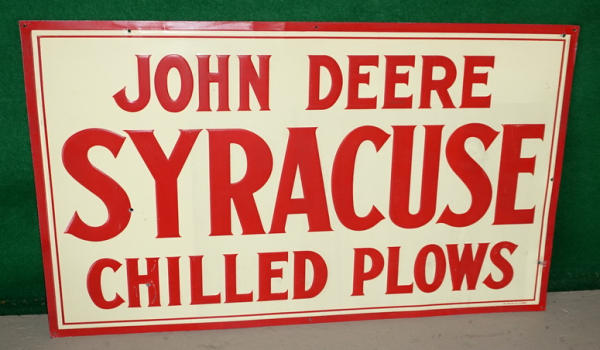 JOHN DEERE
SYRACUSE
CHILLED PLOWS